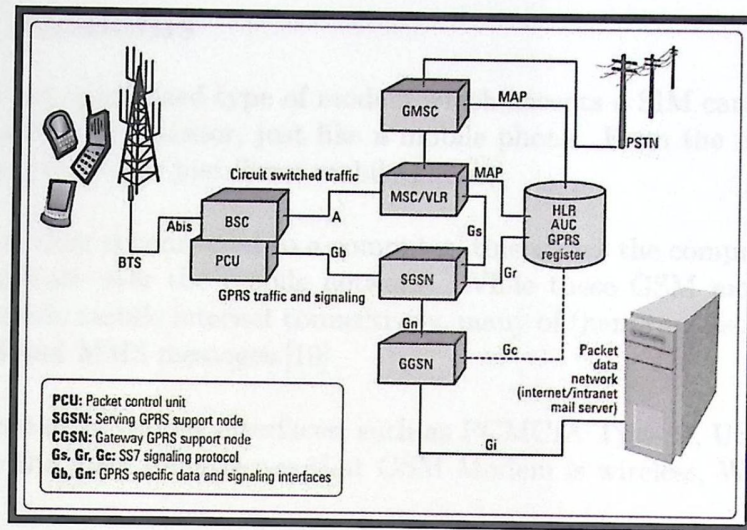 GMSC
MAP
PSTN
Circuit switched traffic
MSC/VLR
MAP
Abis
BSC
A
HLR
AUC
GPRS
register
Gs
BTS
PCU
Gb
SGSN
Gr
GPRS traffic and signaling
Gn
GGSN
Gc
Packet
data
network
(internet/intranet
mail server)
Gi
PCU: Packet control unit
SGSN: Serving GPRS support node
CGSN: Gateway GPRS support node
Gs, Gr, Gc: SS7 signaling protocol
Gb, Gn: GPRS specific data and signaling interfaces